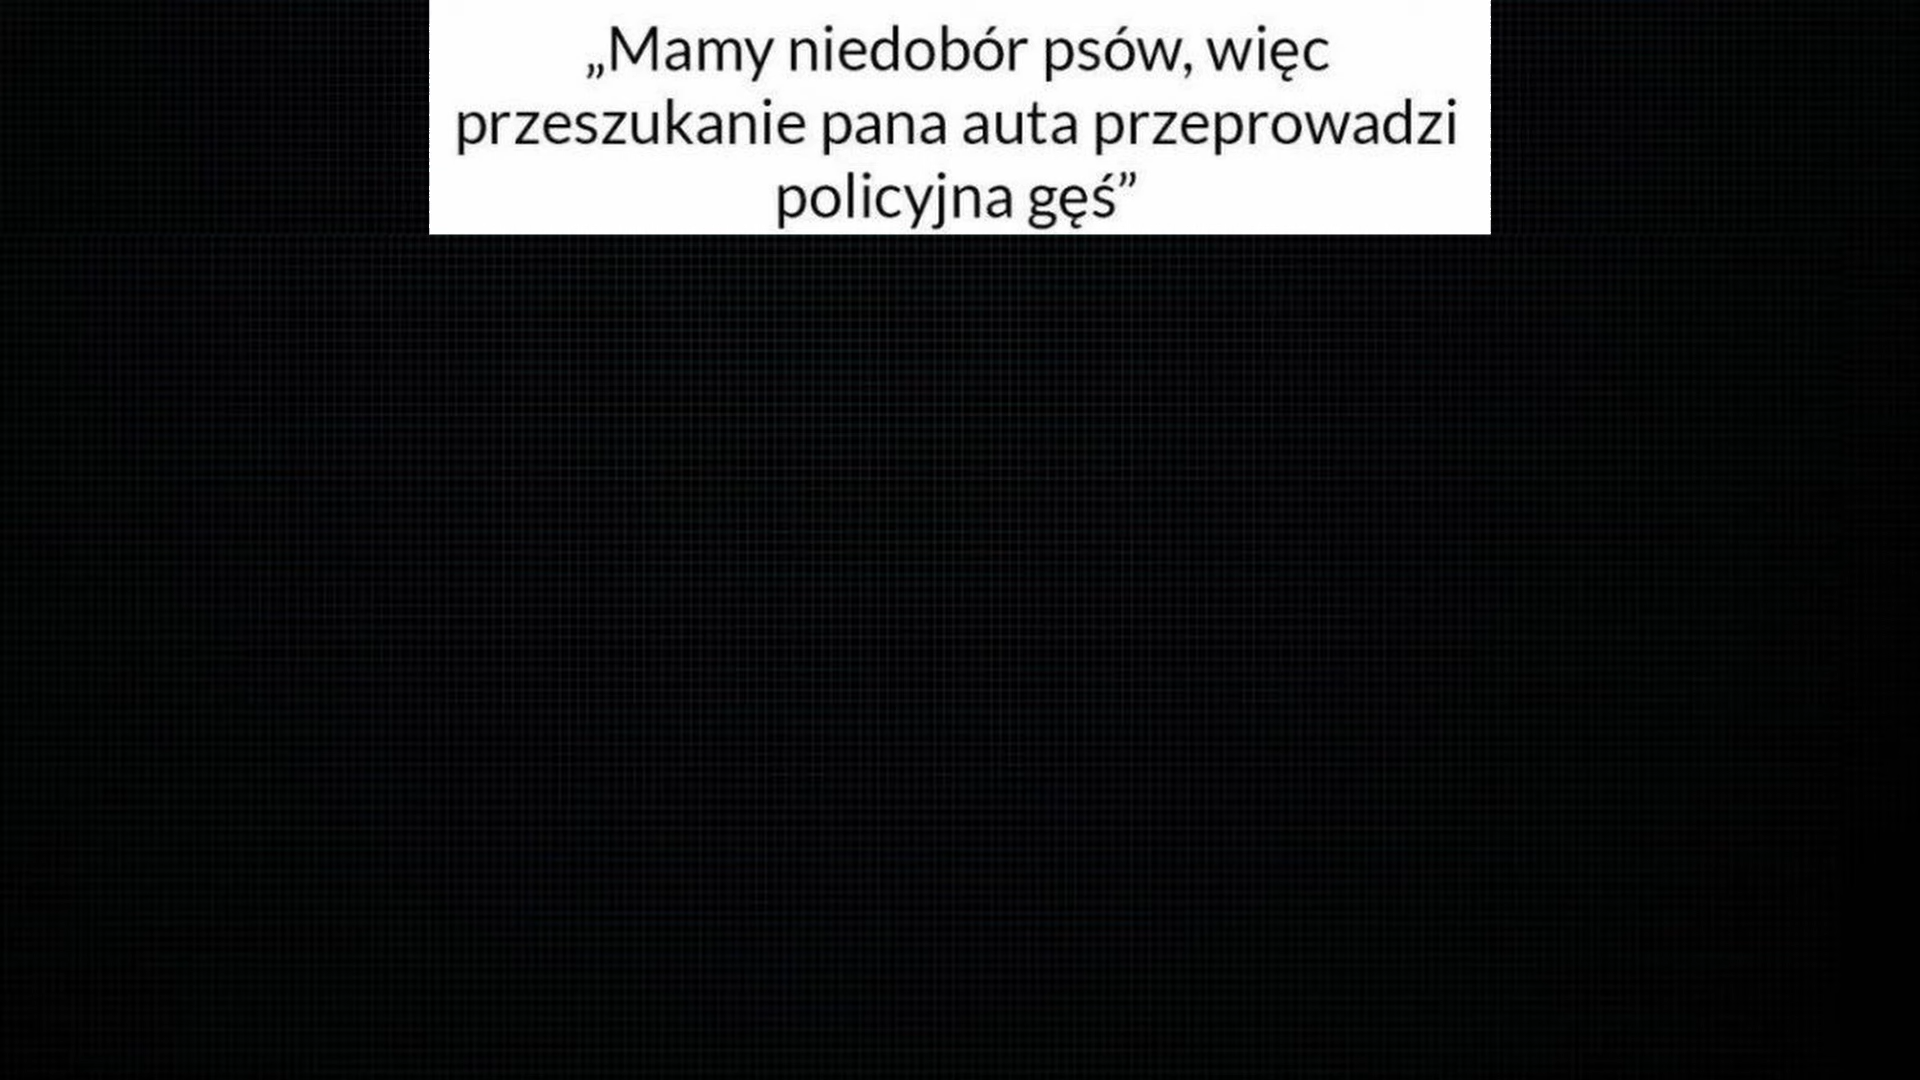 „Mamy niedobór psów, więc
przeszukanie pana auta przeprowadzi
policyjna gęś”